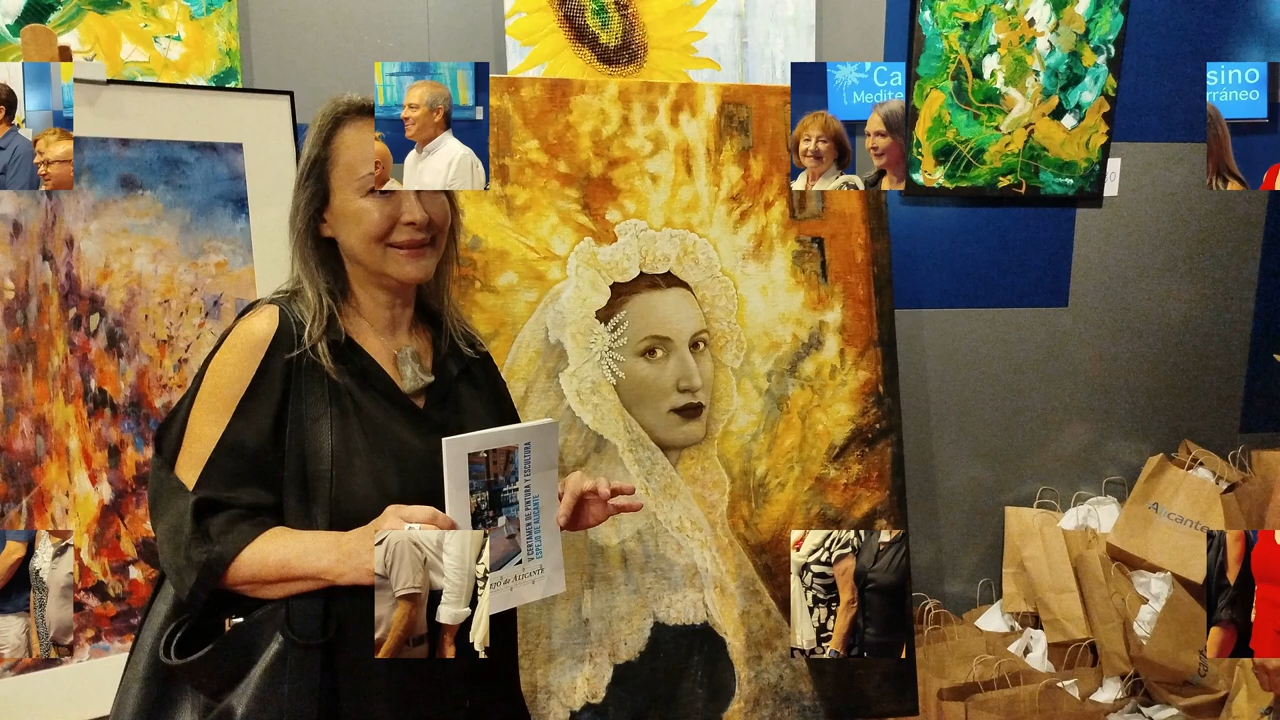 Ca
Medite
sino
rráneo
V CERTAMEN DE PINTURA Y ESCULTURA
ESPEJO DE ALICANTE
EJO de ALICANTE
Alicante